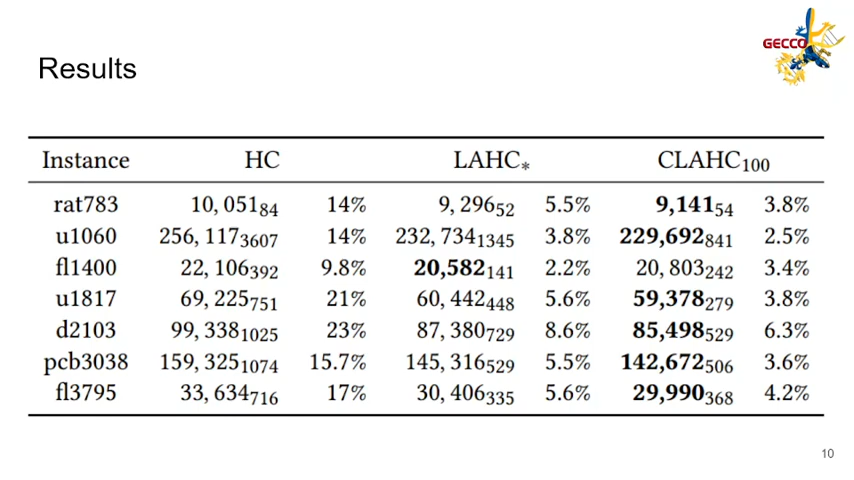 GECCO
Results
Instance HC LAHC* CLAHC100
rat783 10, 05184 14% 9, 29652 5.5% 9,14154 3.8%
u1060 256, 1173607 14% 232, 7341345 3.8% 229,692841 2.5%
fl1400 22, 106392 9.8% 20,582141 2.2% 20, 803242 3.4%
u1817 69, 225751 21% 60, 442448 5.6% 59,378279 3.8%
d2103 99, 3381025 23% 87, 380729 8.6% 85,498529 6.3%
pcb3038 159, 3251074 15.7% 145, 316529 5.5% 142,672506 3.6%
fl3795 33, 634716 17% 30, 406335 5.6% 29,990368 4.2%
10